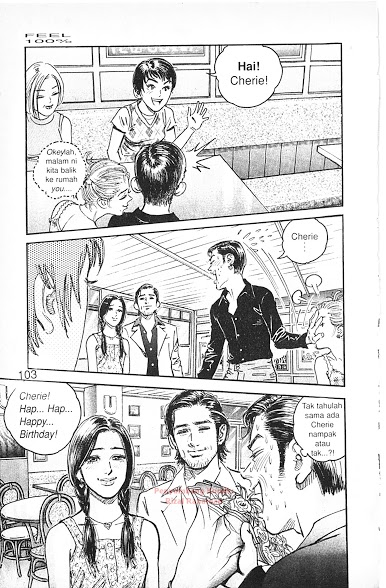 FEEL
100%
Hai!
Cherie!
Okeylah,
malam ni
kita balik
ke rumah
you....
Cherie
103
Cherie!
Hap... Hap...
Happy...
Birthday!
U
Tak tahulah
sama ada
Cherie
nampak
atau
tak...?!